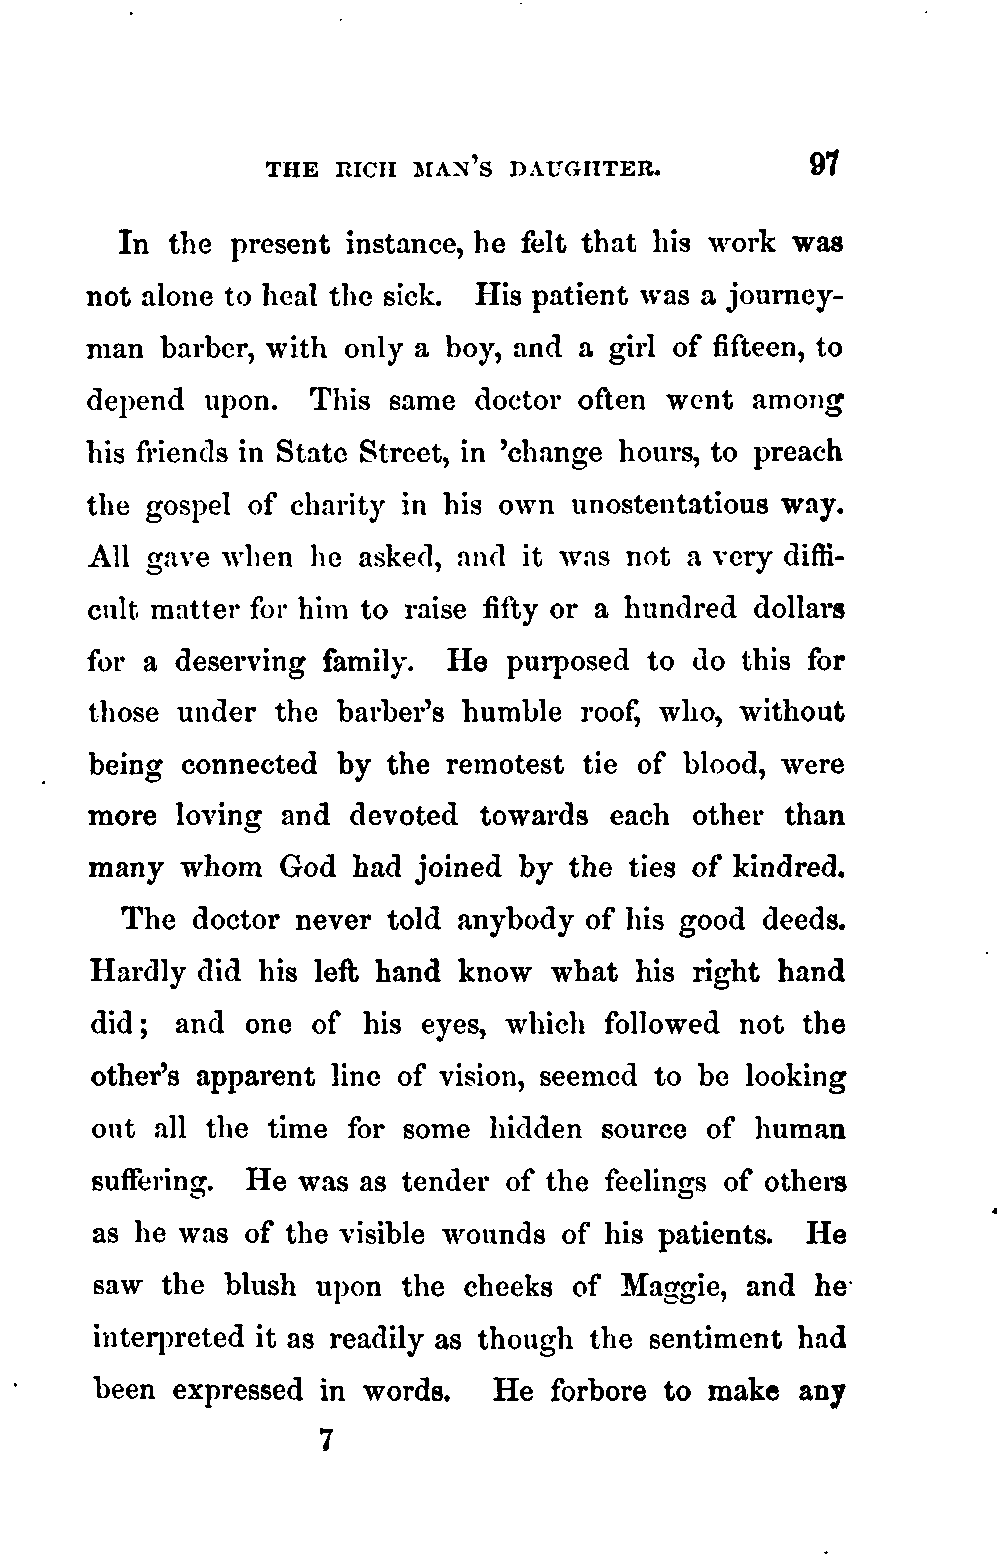 THE RICH MAN'S DAUGHTER. 97
In the present instance, he felt that his work was
not alone to heal the sick. His patient was a journey-
man barber, with only a boy, and a girl of fifteen, to
depend upon. This same doctor often went among
his friends in State Street, in 'change hours, to preach
the gospel of charity in his own unostentatious way.
All gave when he asked, and it was not a very diffi-
cult matter for him to raise fifty or a hundred dollars
for a deserving family. He purposed to do this for
those under the barber's humble roof, who, without
being connected by the remotest tie of blood, were
more loving and devoted towards each other than
many whom God had joined by the ties of kindred.
The doctor never told anybody of his good deeds.
Hardly did his left hand know what his right hand
did; and one of his eyes, which followed not the
other's apparent line of vision, seemed to be looking
out all the time for some hidden source of human
suffering. He was as tender of the feelings of others
as he was of the visible wounds of his patients. He
saw the blush upon the cheeks of Maggie, and he
interpreted it as readily as though the sentiment had
been expressed in words. He forbore to make any
7